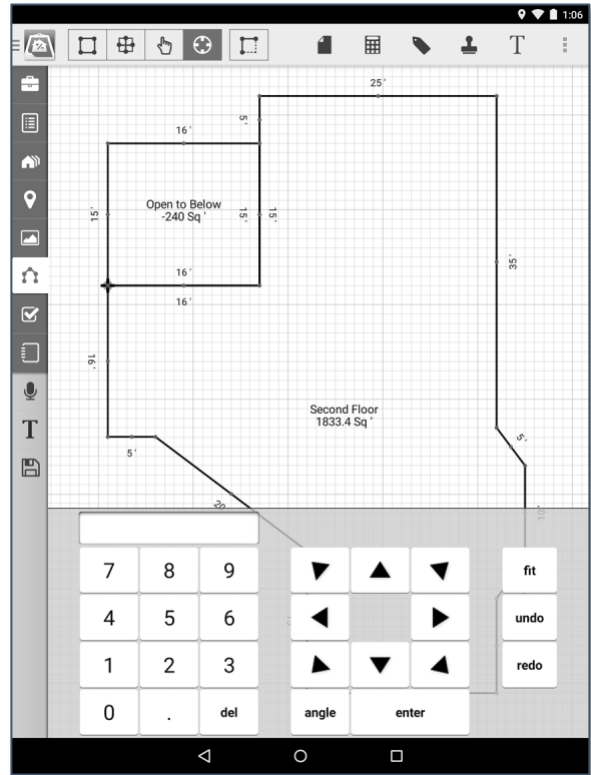 1:06
T
25'
5'
16'
15'
Open to Below
-240 Sq '
15'
15'
16'
16'
35'
16'
Second Floor
1833.4 Sq '
5'
5'
T
20
10'
7
8
9
fit
4
5
6
undo
1
2
3
redo
0
.
del
angle
enter